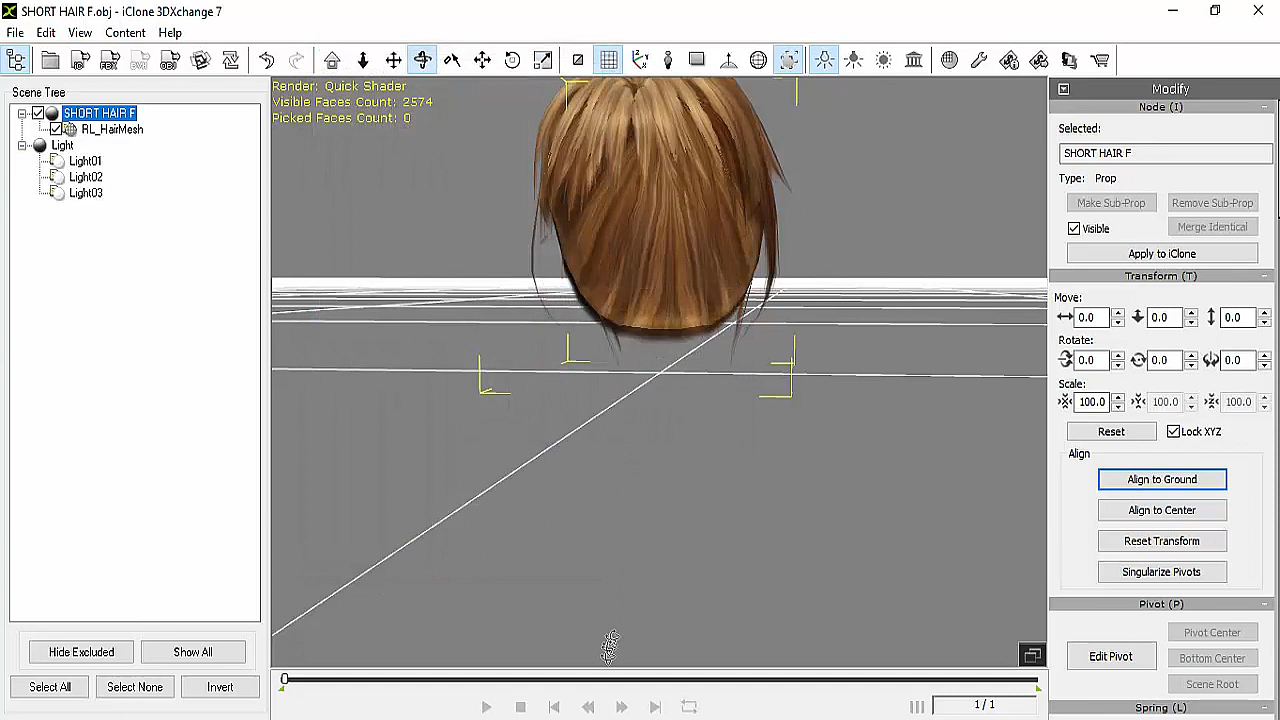 SHORT HAIR F.obj - iClone 3DXchange 7
File Edit View Content Help
Scene Tree
SHORT HAIR F
RL_HairMesh
Light
Light01
Light02
Light03
Hide Excluded Show All
Select All Select None Invert
Render: Quick Shader
Visible Faces Count: 2574
Picked Faces Count: 0
1 / 1
Modify
Node (I)
Selected:
SHORT HAIR F
Type: Prop
Make Sub-Prop Remove Sub-Prop
Visible Merge Identical
Apply to iClone
Transform (T)
Move:
0.0 0.0 0.0
Rotate:
0.0 0.0 0.0
Scale:
100.0 100.0 100.0
Reset Lock XYZ
Align
Align to Ground
Align to Center
Reset Transform
Singularize Pivots
Pivot (P)
Edit Pivot
Pivot Center
Bottom Center
Scene Root
Spring (L)